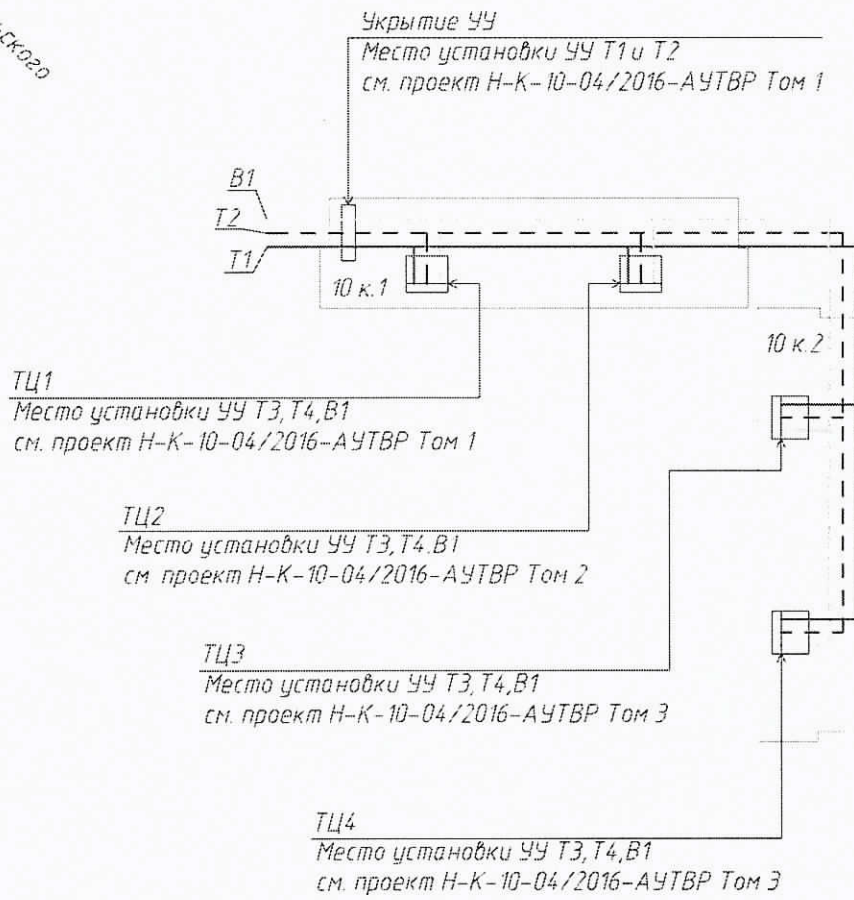 Укрытие УУ
Место установки УУ Т1 и Т2
см. проект Н-К-10-04/2016-АУТВР Том 1
В1
Т2
Т1
10 к.1
10 к.2
ТЦ1
Место установки УУ Т3,Т4,В1
см. проект Н-К-10-04/2016-АУТВР Том 1
ТЦ2
Место установки УУ Т3,Т4.В1
см проект Н-К-10-04/2016-АУТВР Том 2
ТЦ3
Место установки УУ Т3,Т4,В1
см. проект Н-К-10-04/2016-АУТВР Том 3
ТЦ4
Место установки УУ Т3,Т4,В1
см. проект Н-К-10-04/2016-АУТВР Том 3